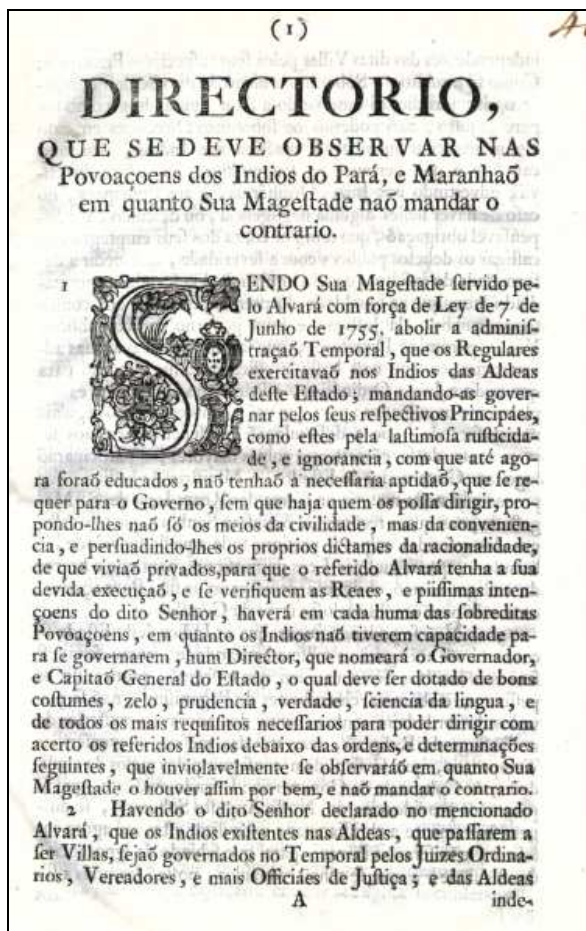 (1)
DIRECTORIO,
QUE SE DEVE OBSERVAR NAS
Povoaçoens dos Indios do Pará, e Maranhaõ
em quanto Sua Mageſtade naõ mandar o
contrario.
1 SENDO Sua Mageſtade ſervido pe-
lo Alvará com força de Ley de 7 de
Junho de 1755, abolir a adminiſ-
traçaõ Temporal, que os Regulares
exercitavaõ nos Indios das Aldeas
deſte Eſtado; mandando-as gover-
nar pelos ſeus reſpectivos Principáes,
como eſtes pela laſtimoſa ruſticida-
de, e ignorancia, com que até ago-
ra foraõ educados, naõ tenhaõ a neceſſaria aptidaõ, que ſe re-
quer para o Governo, ſem que haja quem os poſſa dirigir, pro-
pondo-lhes naõ ſó os meios da civilidade, mas da convenien-
cia, e perſuadindo-lhes os proprios dictames da racionalidade,
de que viviaõ privados, para que o referido Alvará tenha a ſua
devida execuçaõ, e ſe verifiquem as Reaes, e piiſſimas inten-
çoens do dito Senhor, haverá em cada huma das ſobreditas
Povoaçoens, em quanto os Indios naõ tiverem capacidade pa-
ra ſe governarem, hum Director, que nomeará o Governador,
e Capitaõ General do Eſtado, o qual deve ſer dotado de bons
coſtumes, zelo, prudencia, verdade, ſciencia da lingua, e
de todos os mais requiſitos neceſſarios para poder dirigir com
acerto os referidos Indios debaixo das ordens, e determinações
ſeguintes, que inviolavelmente ſe obſervaráõ em quanto Sua
Mageſtade o houver aſſim por bem, e naõ mandar o contrario.
2 Havendo o dito Senhor declarado no mencionado
Alvará, que os Indios exiſtentes nas Aldeas, que paſſarem a
ſer Villas, ſejaõ governados no Temporal pelos Juizes Ordina-
rios, Vereadores, e mais Officiáes de Juſtiça; e das Aldeas
A inde-